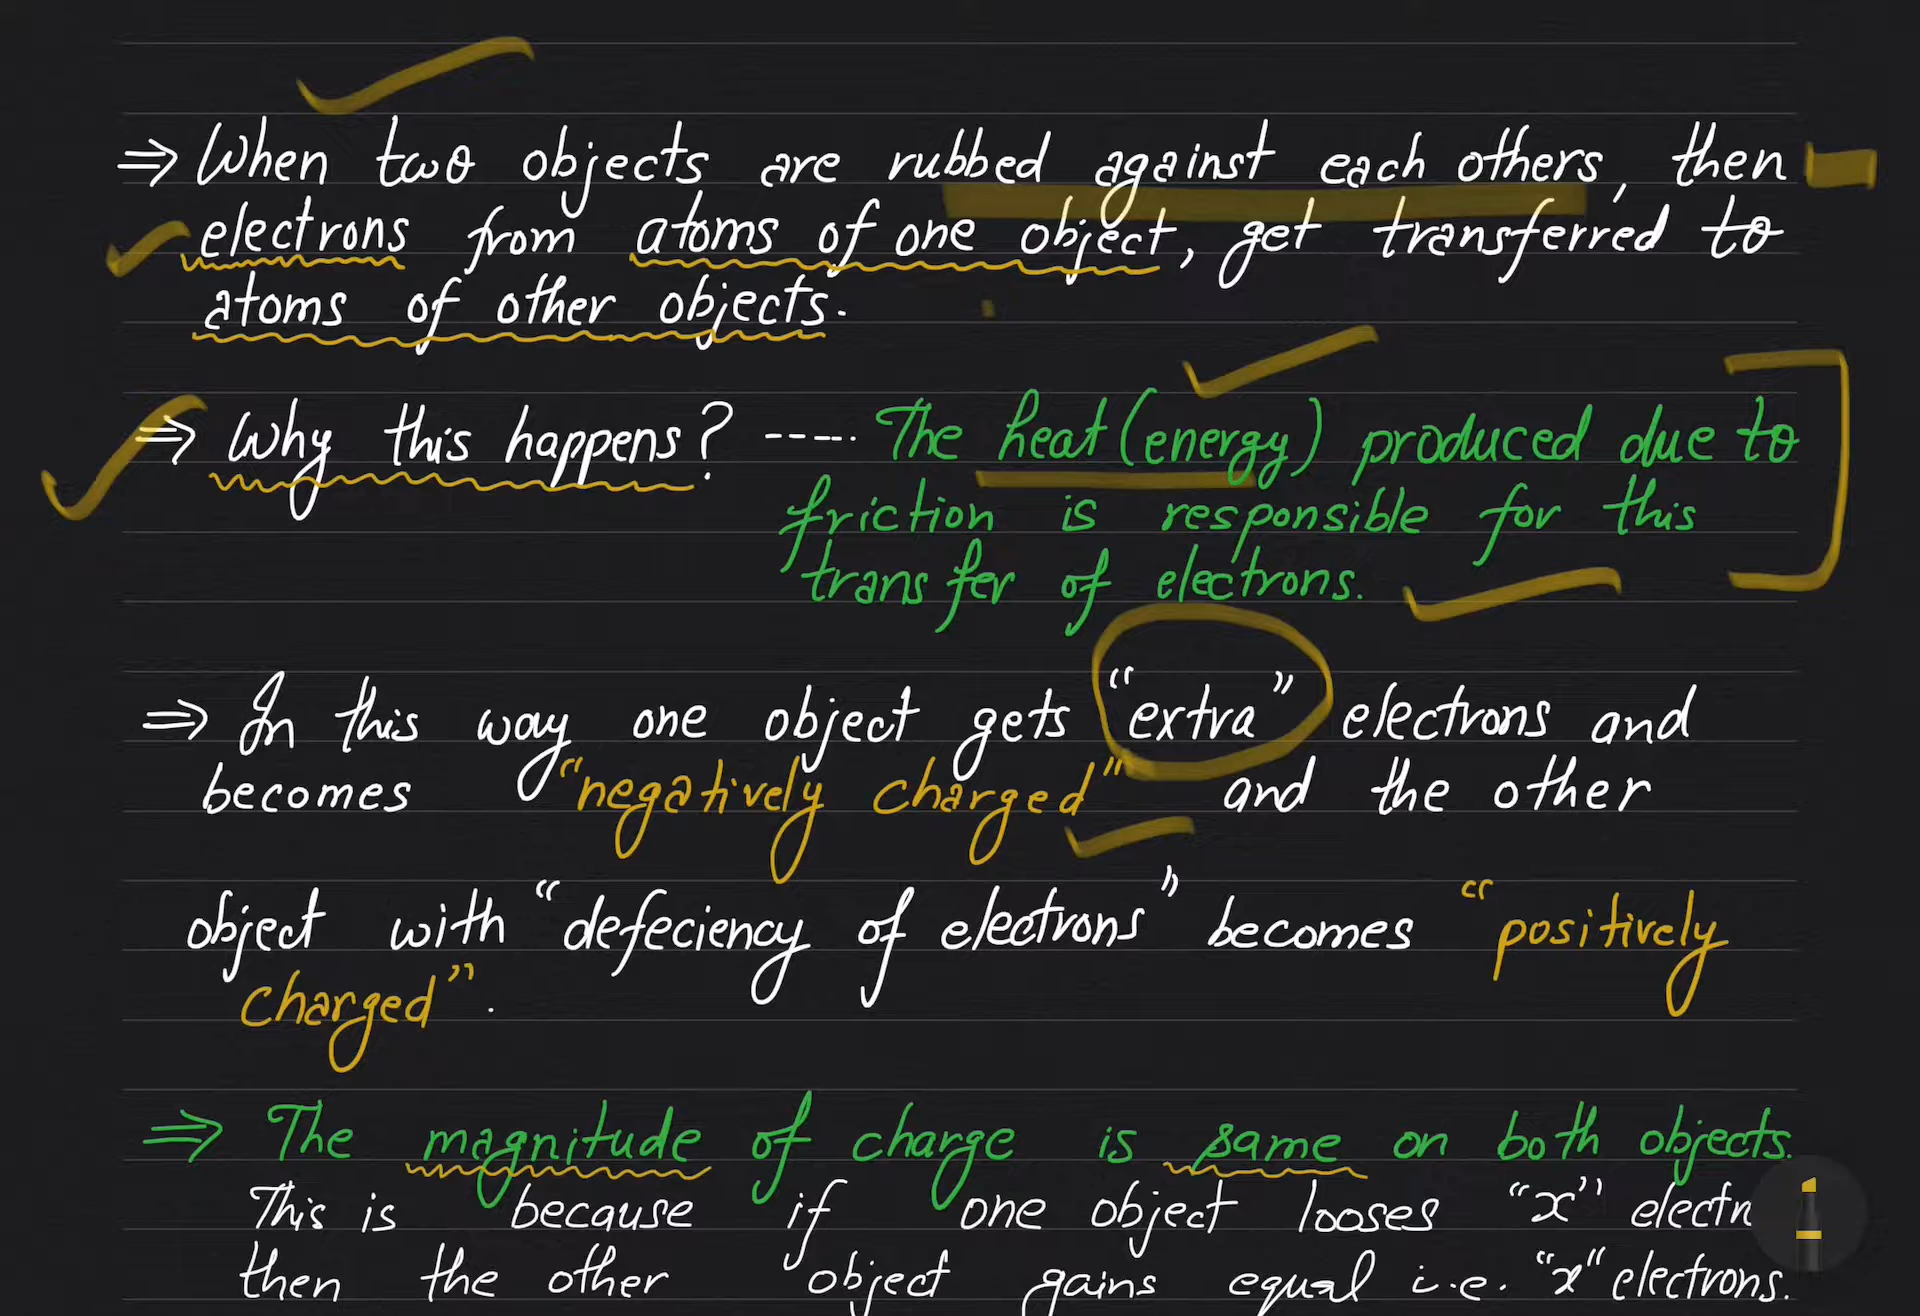 ⇒ When two objects are rubbed against each others, then
electrons from atoms of one object, get transferred to
atoms of other objects.
⇒ Why this happens? ----- The heat (energy) produced due to
friction is responsible for this
transfer of electrons.
⇒ In this way one object gets "extra" electrons and
becomes "negatively charged" and the other
object with "defeciency of electrons" becomes "positively
charged".
⇒ The magnitude of charge is same on both objects.
This is because if one object looses "x" electn
then the other object gains equal i.e. "x" electrons.